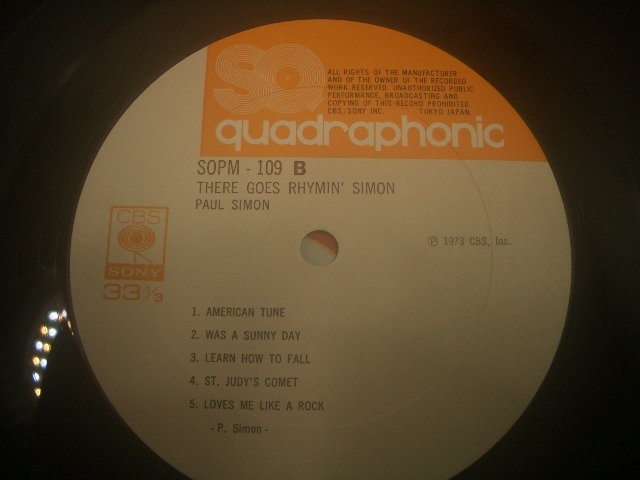 SQ
quadraphonic
ALL RIGHTS OF THE MANUFACTURER
AND OF THE OWNER OF THE RECORDED
WORK RESERVED. UNAUTHORIZED PUBLIC
PERFORMANCE, BROADCASTING AND
COPYING OF THIS RECORD PROHIBITED
CBS/SONY INC. TOKYO JAPAN
SOPM - 109 B
THERE GOES RHYMIN' SIMON
PAUL SIMON
CBS
SONY
33 1/3
℗ 1973 CBS, Inc.
1. AMERICAN TUNE
2. WAS A SUNNY DAY
3. LEARN HOW TO FALL
4. ST. JUDY'S COMET
5. LOVES ME LIKE A ROCK
- P. Simon -